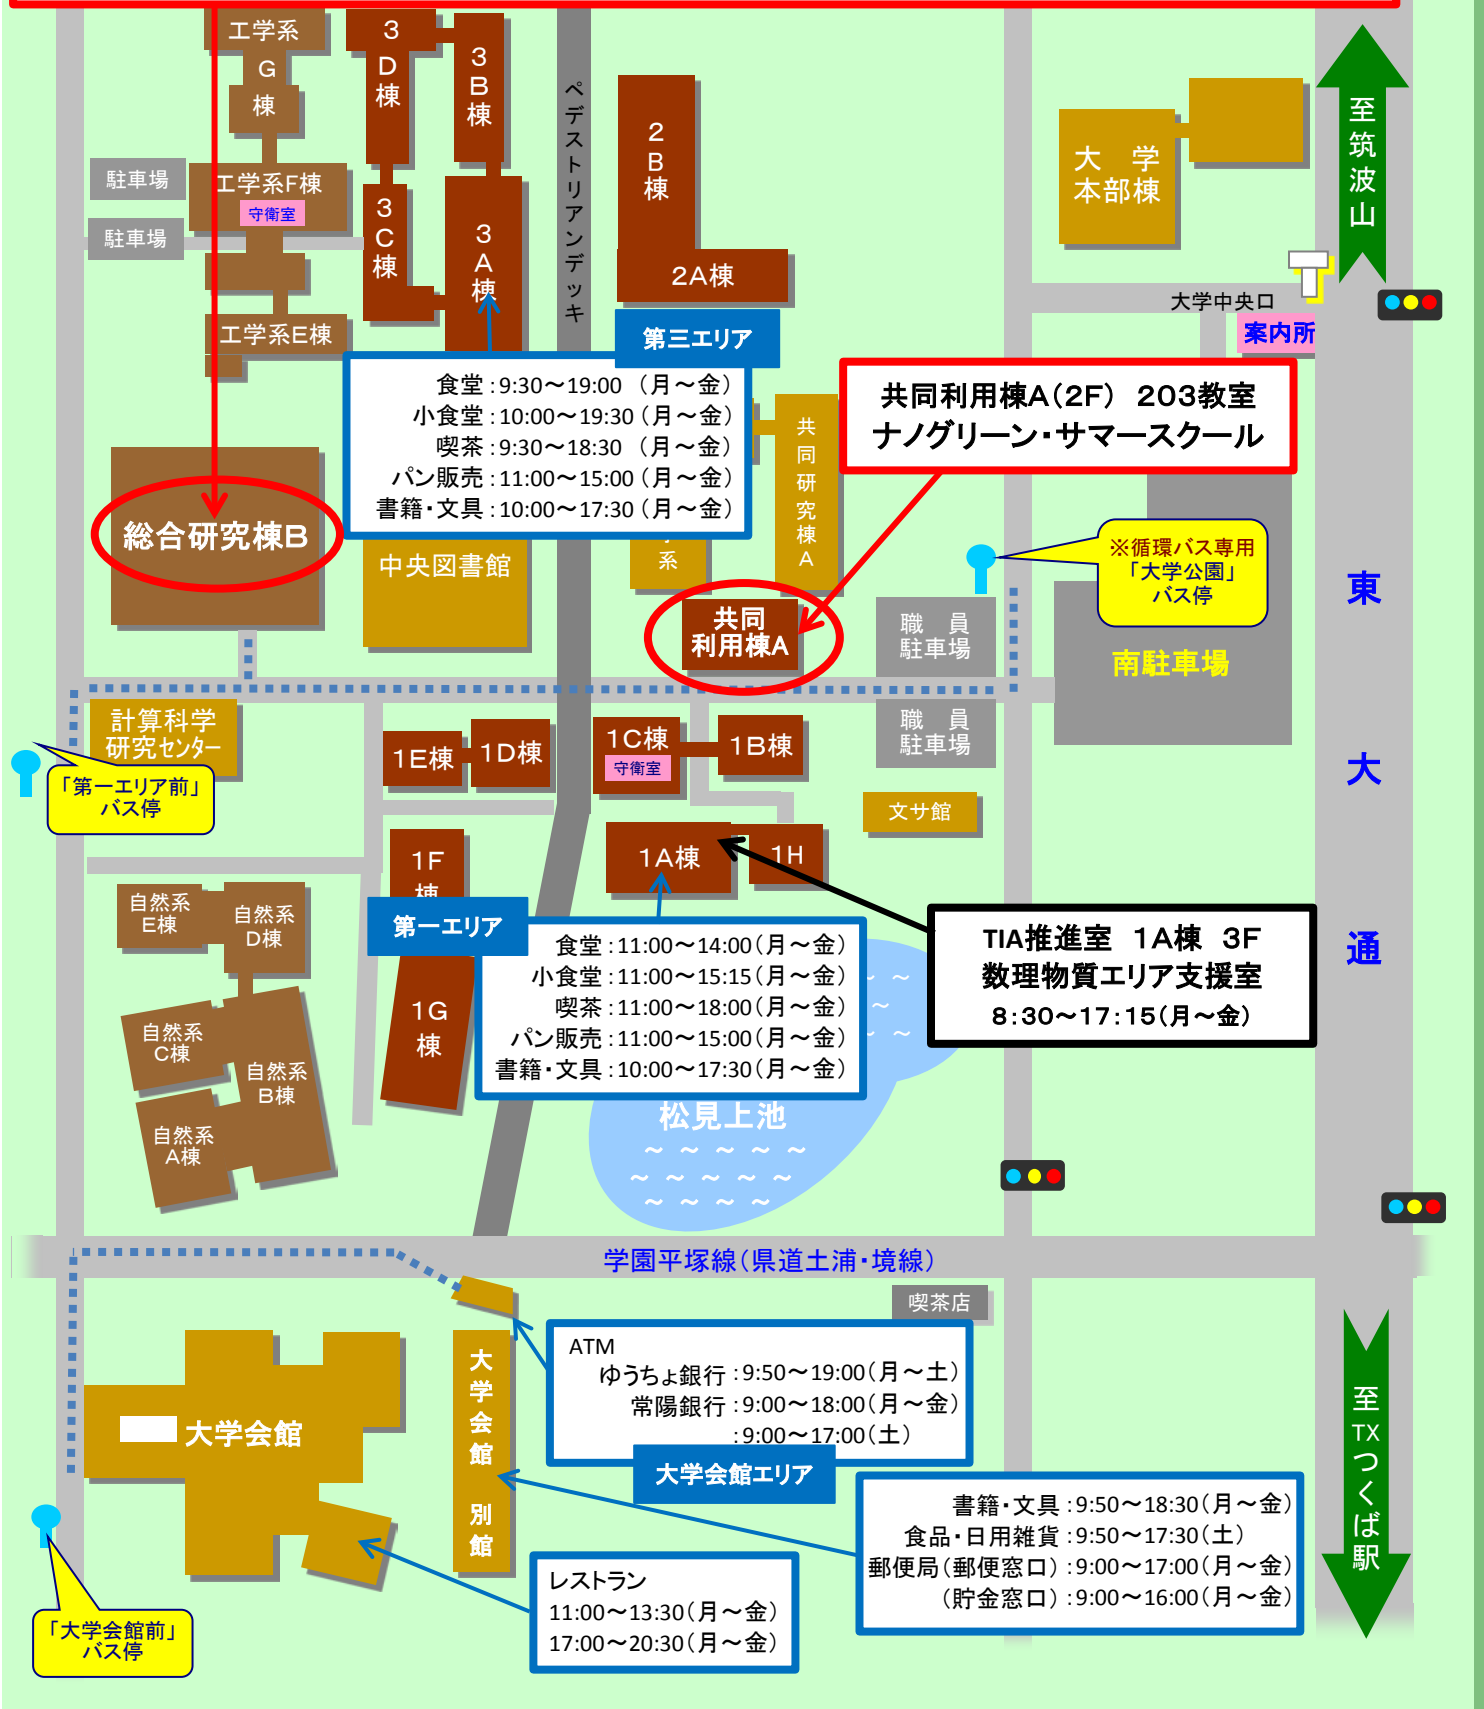 工学系
G
棟
3
D
棟
3
B
棟
ペデストリアンデッキ
2
B
棟
大　学
本部棟
至筑波山
駐車場
工学系F棟
守衛室
駐車場
3
C
棟
3
A
棟
2A棟
大学中央口
案内所
工学系E棟
第三エリア
食堂：9:30～19:00 （月～金）
小食堂：10:00～19:30（月～金）
喫茶：9:30～18:30 （月～金）
パン販売：11:00～15:00（月～金）
書籍・文具：10:00～17:30（月～金）
共同研究棟A
共同利用棟A（2F） 203教室
ナノグリーン・サマースクール
総合研究棟B
中央図書館
系
※循環バス専用
「大学公園」
バス停
共同
利用棟A
職　員
駐車場
南駐車場
東大通
計算科学
研究センター
1E棟
1D棟
1C棟
守衛室
1B棟
職　員
駐車場
「第一エリア前」
バス停
文サ館
1F
棟
1A棟
1H
自然系
E棟
自然系
D棟
第一エリア
食堂：11:00～14:00（月～金）
小食堂：11:00～15:15（月～金）
喫茶：11:00～18:00（月～金）
パン販売：11:00～15:00（月～金）
書籍・文具：10:00～17:30（月～金）
TIA推進室　1A棟　3F
数理物質エリア支援室
8：30～17：15（月～金）
1G
棟
自然系
C棟
自然系
B棟
自然系
A棟
松見上池
学園平塚線（県道土浦・境線）
喫茶店
ATM
ゆうちょ銀行：9:50～19:00（月～土）
常陽銀行：9:00～18:00（月～金）
：9:00～17:00（土）
大学会館エリア
大学会館
大学会館　別館
至TXつくば駅
書籍・文具：9:50～18:30（月～金）
食品・日用雑貨：9:50～17:30（土）
郵便局（郵便窓口）：9:00～17:00（月～金）
（貯金窓口）：9:00～16:00（月～金）
レストラン
11:00～13:30（月～金）
17:00～20:30（月～金）
「大学会館前」
バス停